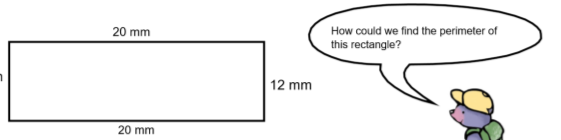 20 mm
How could we find the perimeter of
this rectangle?
12 mm
20 mm